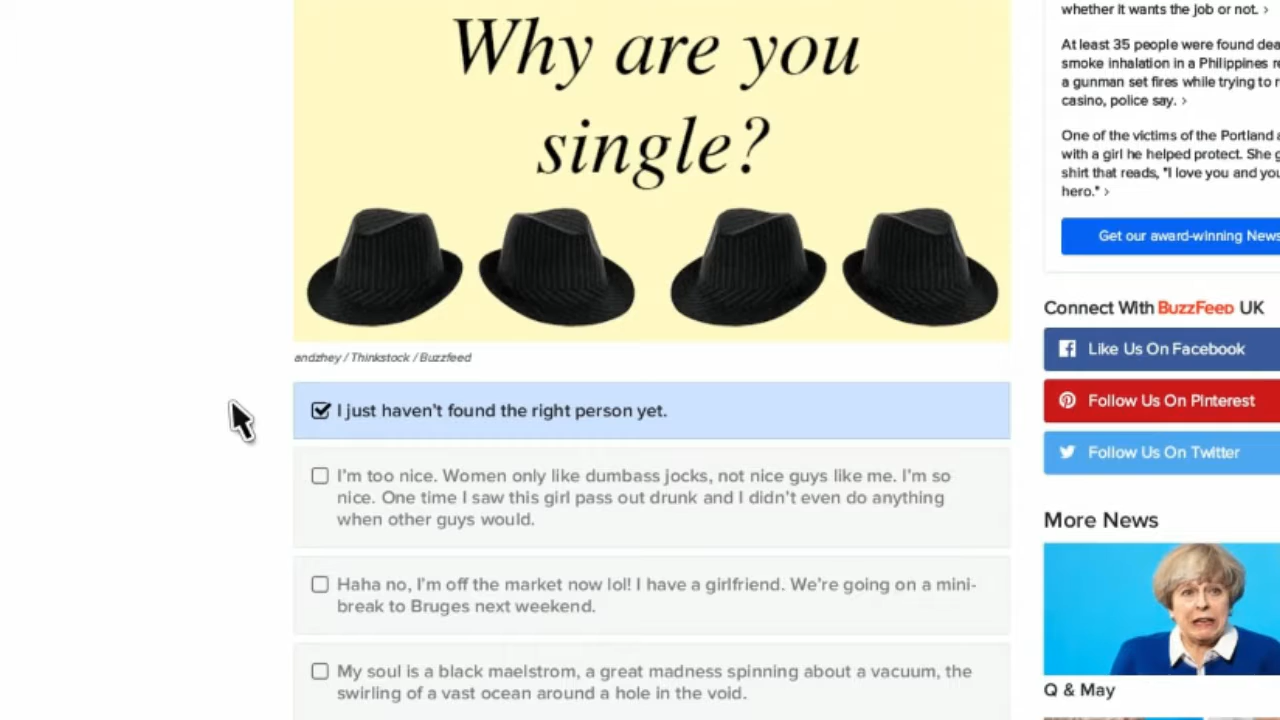 Why are you
single?
andzhey / Thinkstock / Buzzfeed
I just haven't found the right person yet.
I'm too nice. Women only like dumbass jocks, not nice guys like me. I'm so
nice. One time I saw this girl pass out drunk and I didn't even do anything
when other guys would.
Haha no, I'm off the market now lol! I have a girlfriend. We're going on a mini-
break to Bruges next weekend.
My soul is a black maelstrom, a great madness spinning about a vacuum, the
swirling of a vast ocean around a hole in the void.
whether it wants the job or not. >
At least 35 people were found
smoke inhalation in a Philippines
a gunman set fires while trying to
casino, police say. >
One of the victims of the Portland
with a girl he helped protect. She
shirt that reads, "I love you and
hero." >
Get our award-winning News
Connect With BuzzFeed UK
Like Us On Facebook
Follow Us On Pinterest
Follow Us On Twitter
More News
Q & May